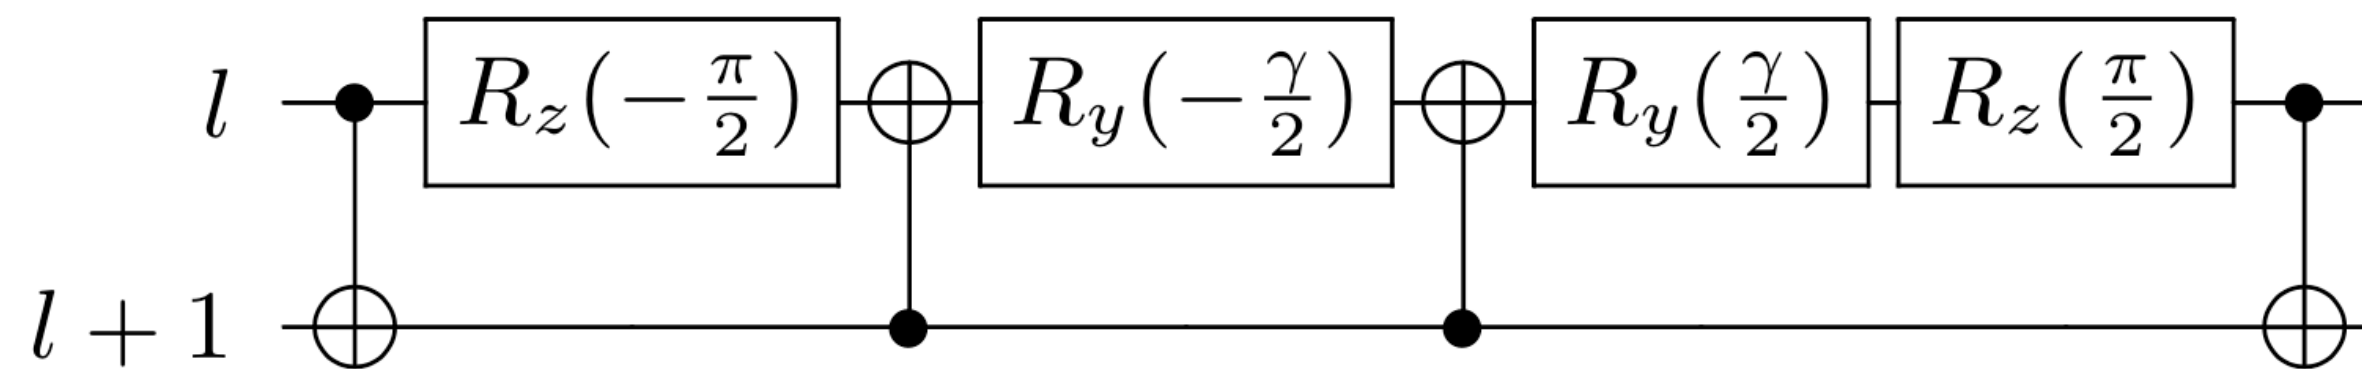 l R_z(-π/2) R_y(-γ/2) R_y(γ/2) R_z(π/2)
l + 1